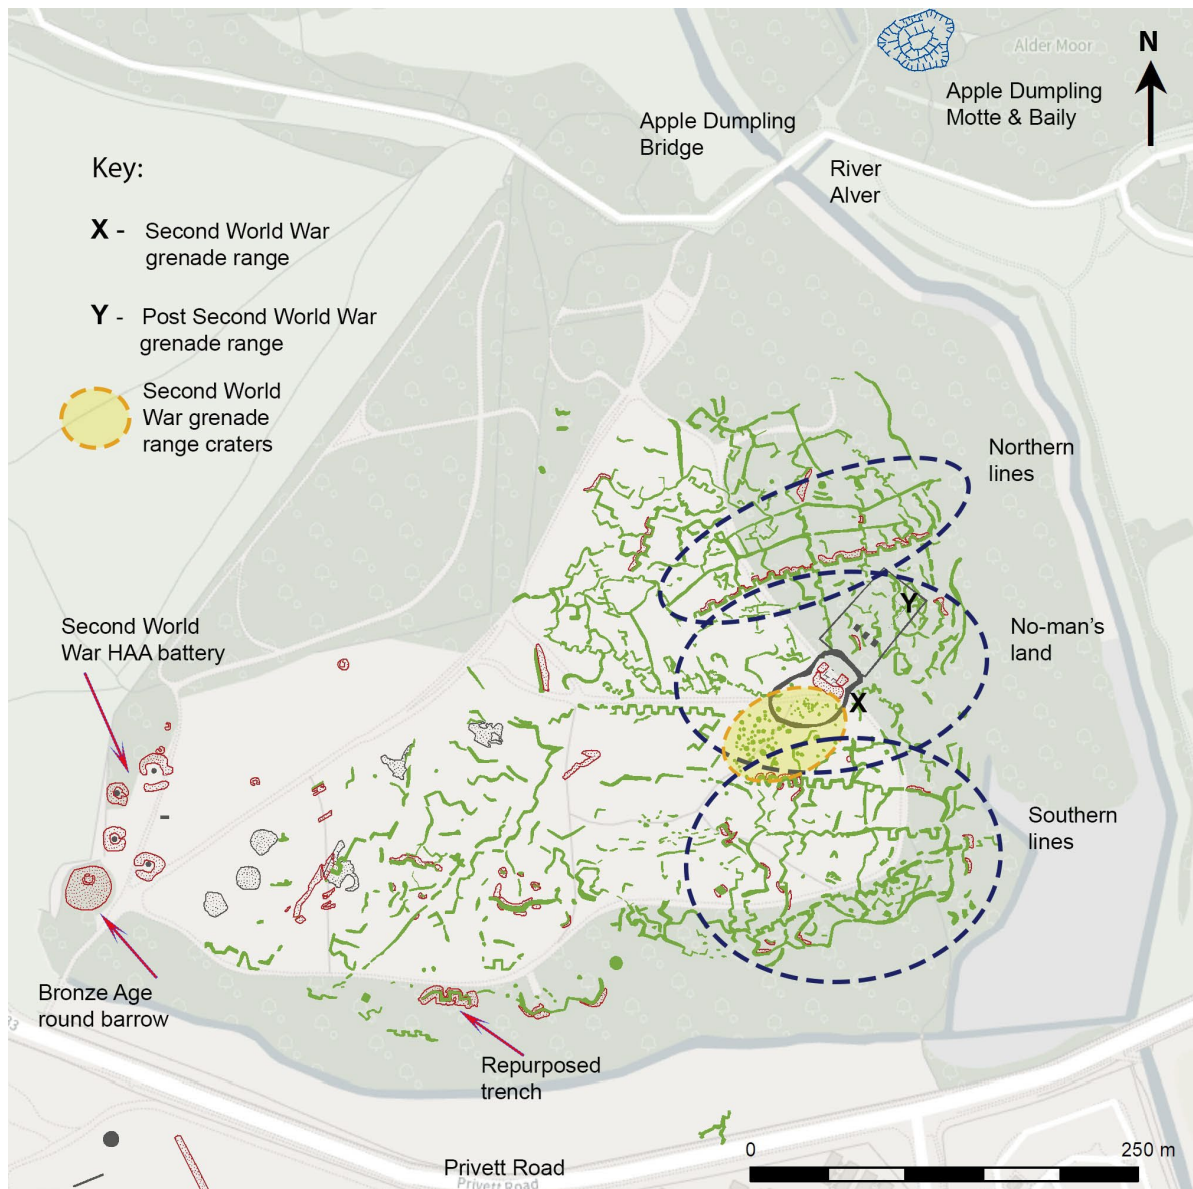 Alder Moor
N
Apple Dumpling
Motte & Baily
Apple Dumpling
Bridge
River
Alver
Key:
X - Second World War
grenade range
Y - Post Second World War
grenade range
Second World
War grenade
range craters
Northern
lines
Y
No-man's
land
Second World
War HAA battery
X
Southern
lines
Bronze Age
round barrow
Repurposed
trench
Privett Road
Privett Road
0
250 m